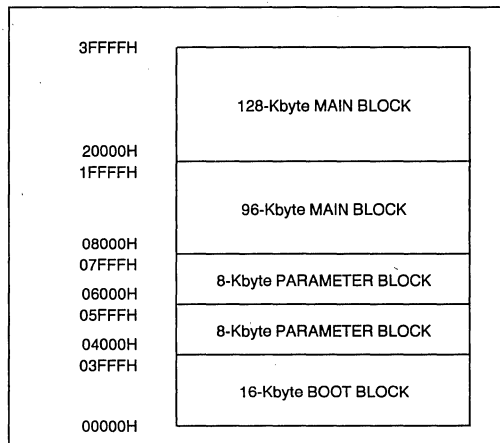 3FFFFH
128-Kbyte MAIN BLOCK
20000H
1FFFFH
96-Kbyte MAIN BLOCK
08000H
07FFFH
8-Kbyte PARAMETER BLOCK
06000H
05FFFH
8-Kbyte PARAMETER BLOCK
04000H
03FFFH
16-Kbyte BOOT BLOCK
00000H